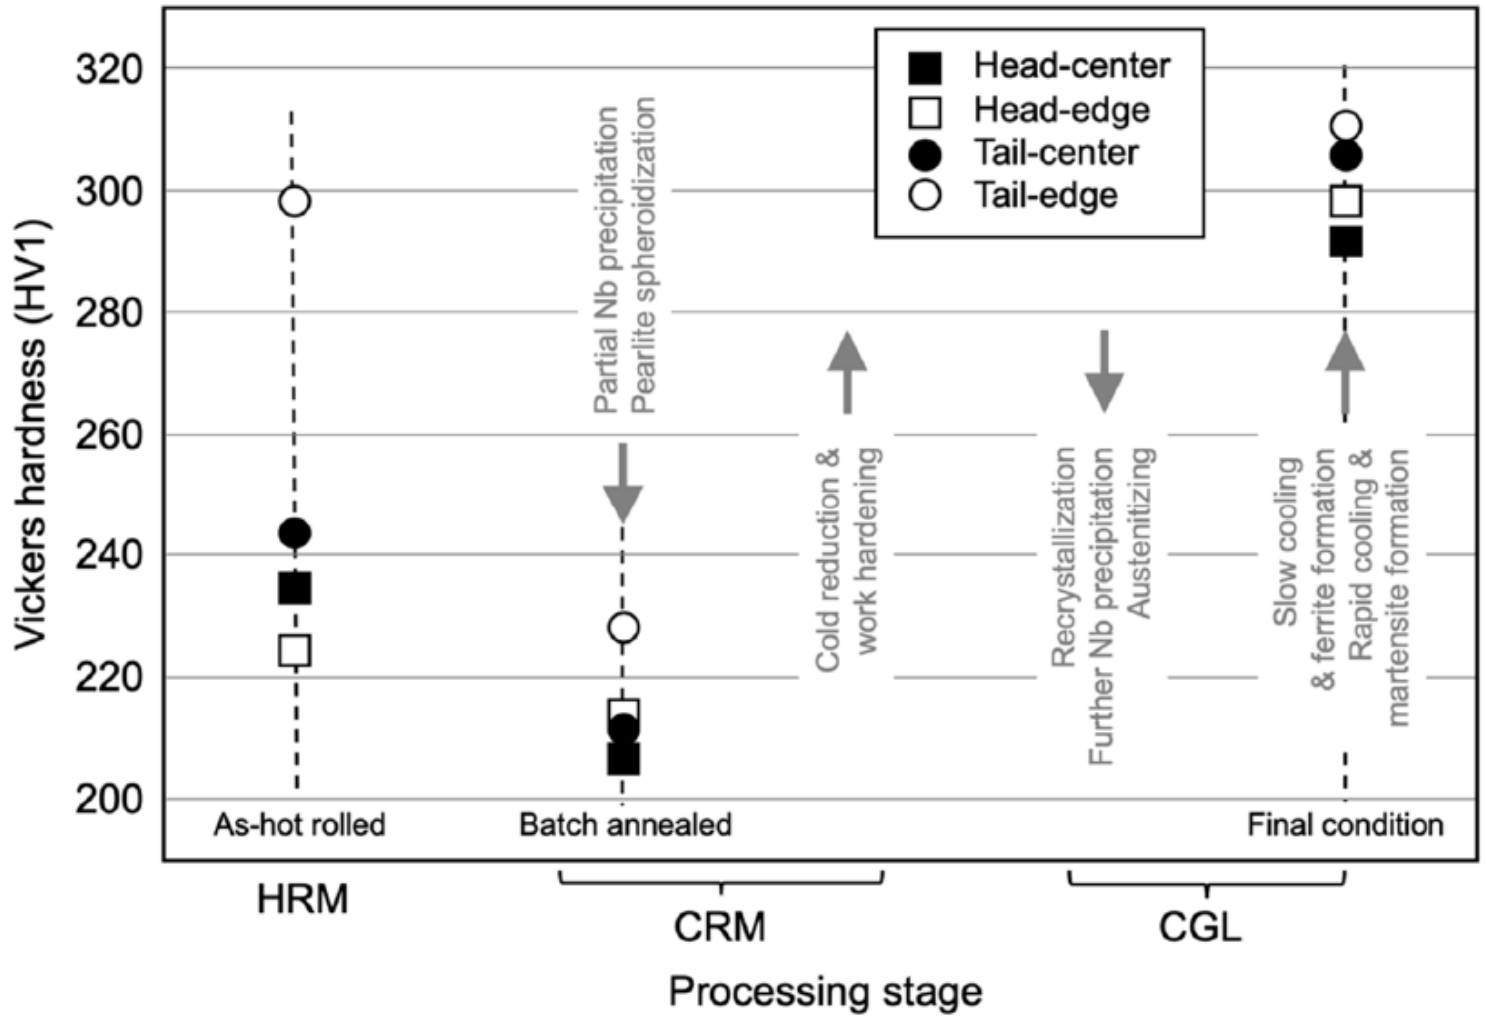 Vickers hardness (HV1)
320
300
280
260
240
220
200
Head-center
Head-edge
Tail-center
Tail-edge
Partial Nb precipitation
Pearlite spheroidization
Cold reduction &
work hardening
Recrystallization
Further Nb precipitation
Austenitizing
Slow cooling
& ferrite formation
Rapid cooling &
martensite formation
As-hot rolled
Batch annealed
Final condition
HRM
CRM
CGL
Processing stage